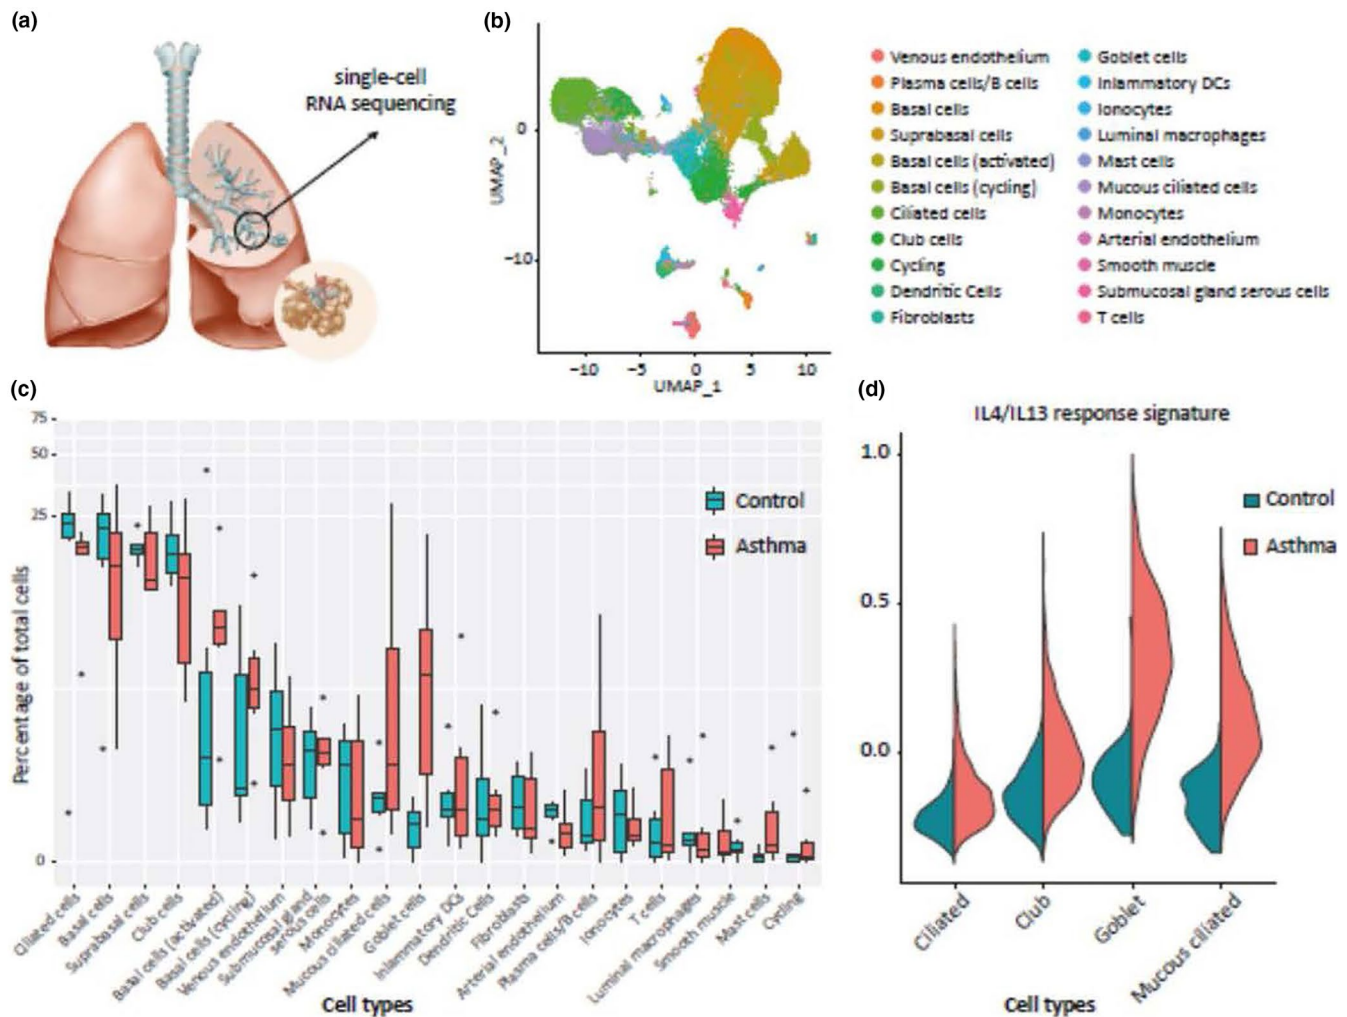 (a)
single-cell
RNA sequencing
(b)
UMAP_2
0
−10
−10
−5
0
5
10
UMAP_1
Venous endothelium
Plasma cells/B cells
Basal cells
Suprabasal cells
Basal cells (activated)
Basal cells (cycling)
Ciliated cells
Club cells
Cycling
Dendritic Cells
Fibroblasts
Goblet cells
Inlammatory DCs
Ionocytes
Luminal macrophages
Mast cells
Mucous ciliated cells
Monocytes
Arterial endothelium
Smooth muscle
Submucosal gland serous cells
T cells
(c)
Percentage of total cells
75
50
25
0
Control
Asthma
Ciliated cells
Basal cells
Suprabasal cells
Club cells
Basal cells (activated)
Basal cells (cycling)
Venous endothelium
Submucosal gland
serous cells
Monocytes
Mucous ciliated cells
Goblet cells
Inlammatory DCs
Dendritic Cells
Fibroblasts
Arterial endothelium
Plasma cells/B cells
Ionocytes
T cells
Luminal macrophages
Smooth muscle
Mast cells
Cycling
Cell types
(d)
IL4/IL13 response signature
1.0
0.5
0.0
Control
Asthma
Ciliated
Club
Goblet
Mucous ciliated
Cell types